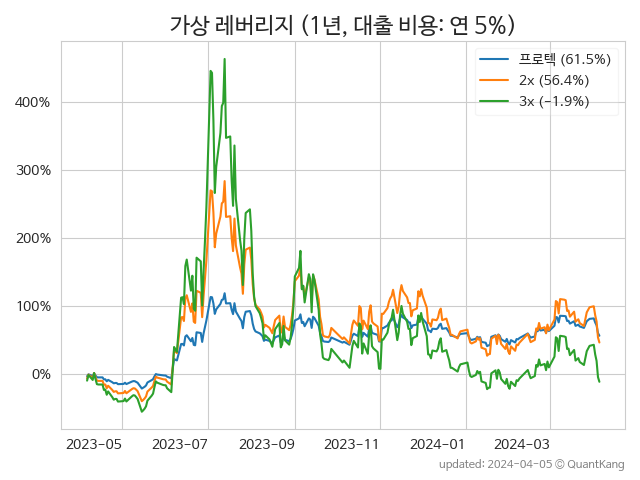 가상 레버리지 (1년, 대출 비용: 연 5%)
프로텍 (61.5%)
2x (56.4%)
3x (−1.9%)
400%
300%
200%
100%
0%
2023-05 2023-07 2023-09 2023-11 2024-01 2024-03
updated: 2024-04-05 © QuantKang